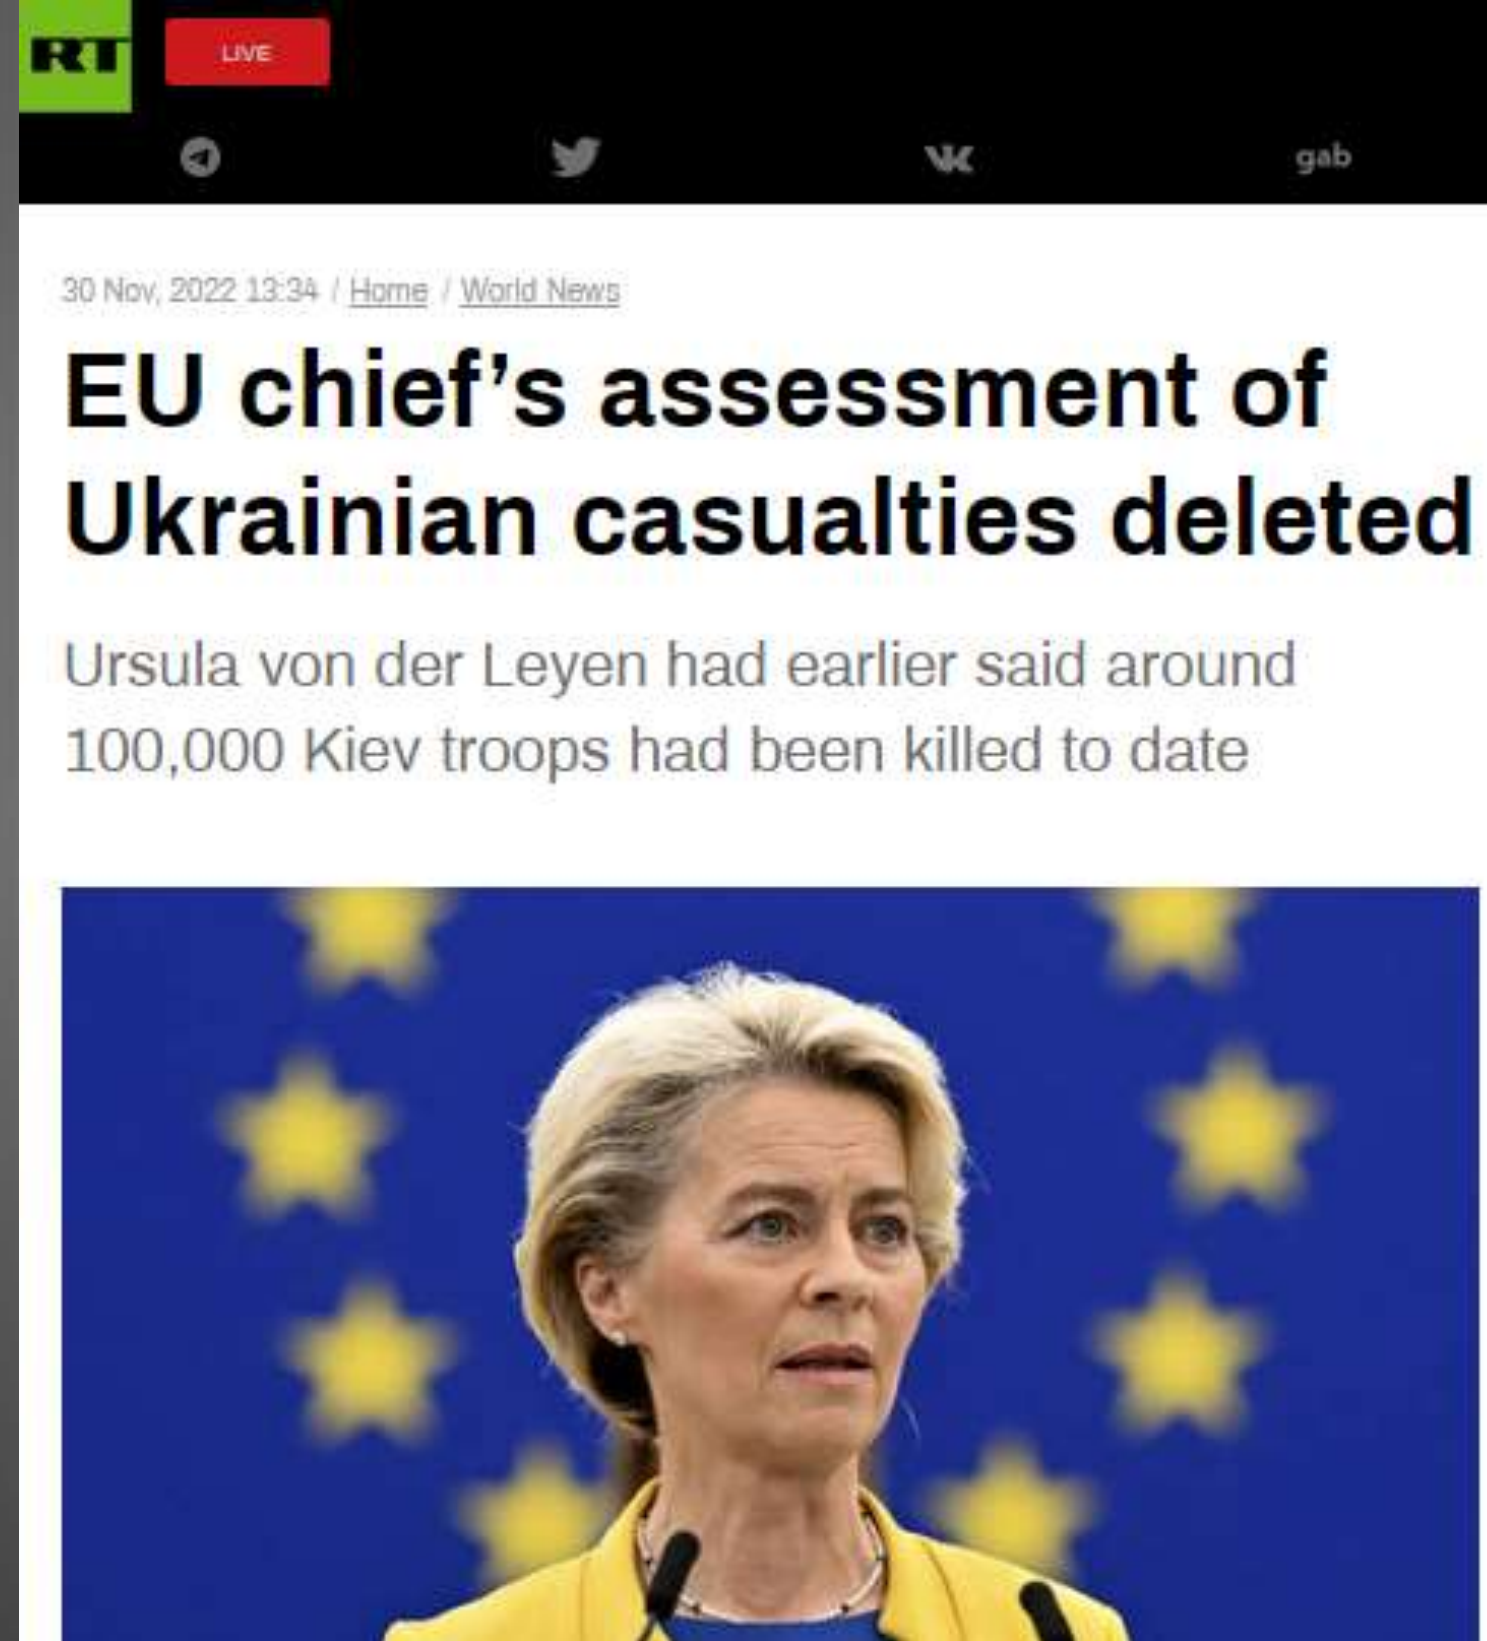 RT
LIVE
gab
30 Nov, 2022 13:34 / Home / World News
EU chief’s assessment of
Ukrainian casualties deleted
Ursula von der Leyen had earlier said around
100,000 Kiev troops had been killed to date